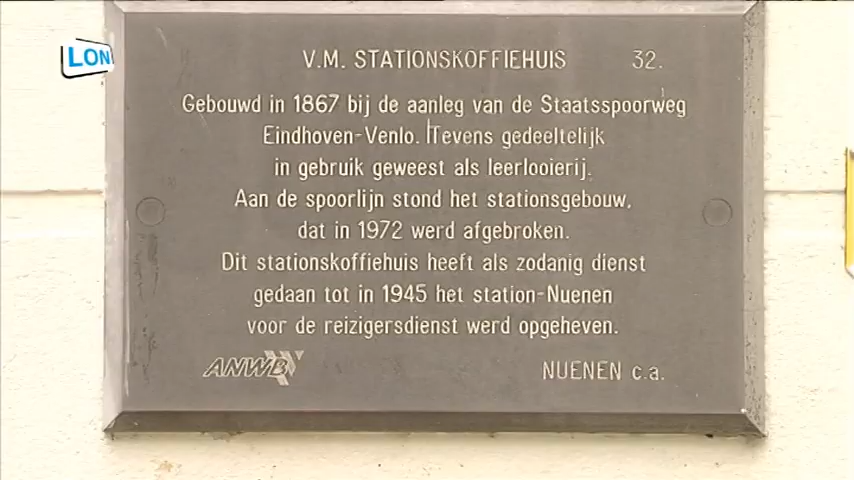 LON
V.M. STATIONSKOFFIEHUIS 32.
Gebouwd in 1867 bij de aanleg van de Staatsspoorweg
Eindhoven-Venlo. Tevens gedeeltelijk
in gebruik geweest als leerlooierij.
Aan de spoorlijn stond het stationsgebouw,
dat in 1972 werd afgebroken.
Dit stationskoffiehuis heeft als zodanig dienst
gedaan tot in 1945 het station-Nuenen
voor de reizigersdienst werd opgeheven.
ANWB NUENEN c.a.